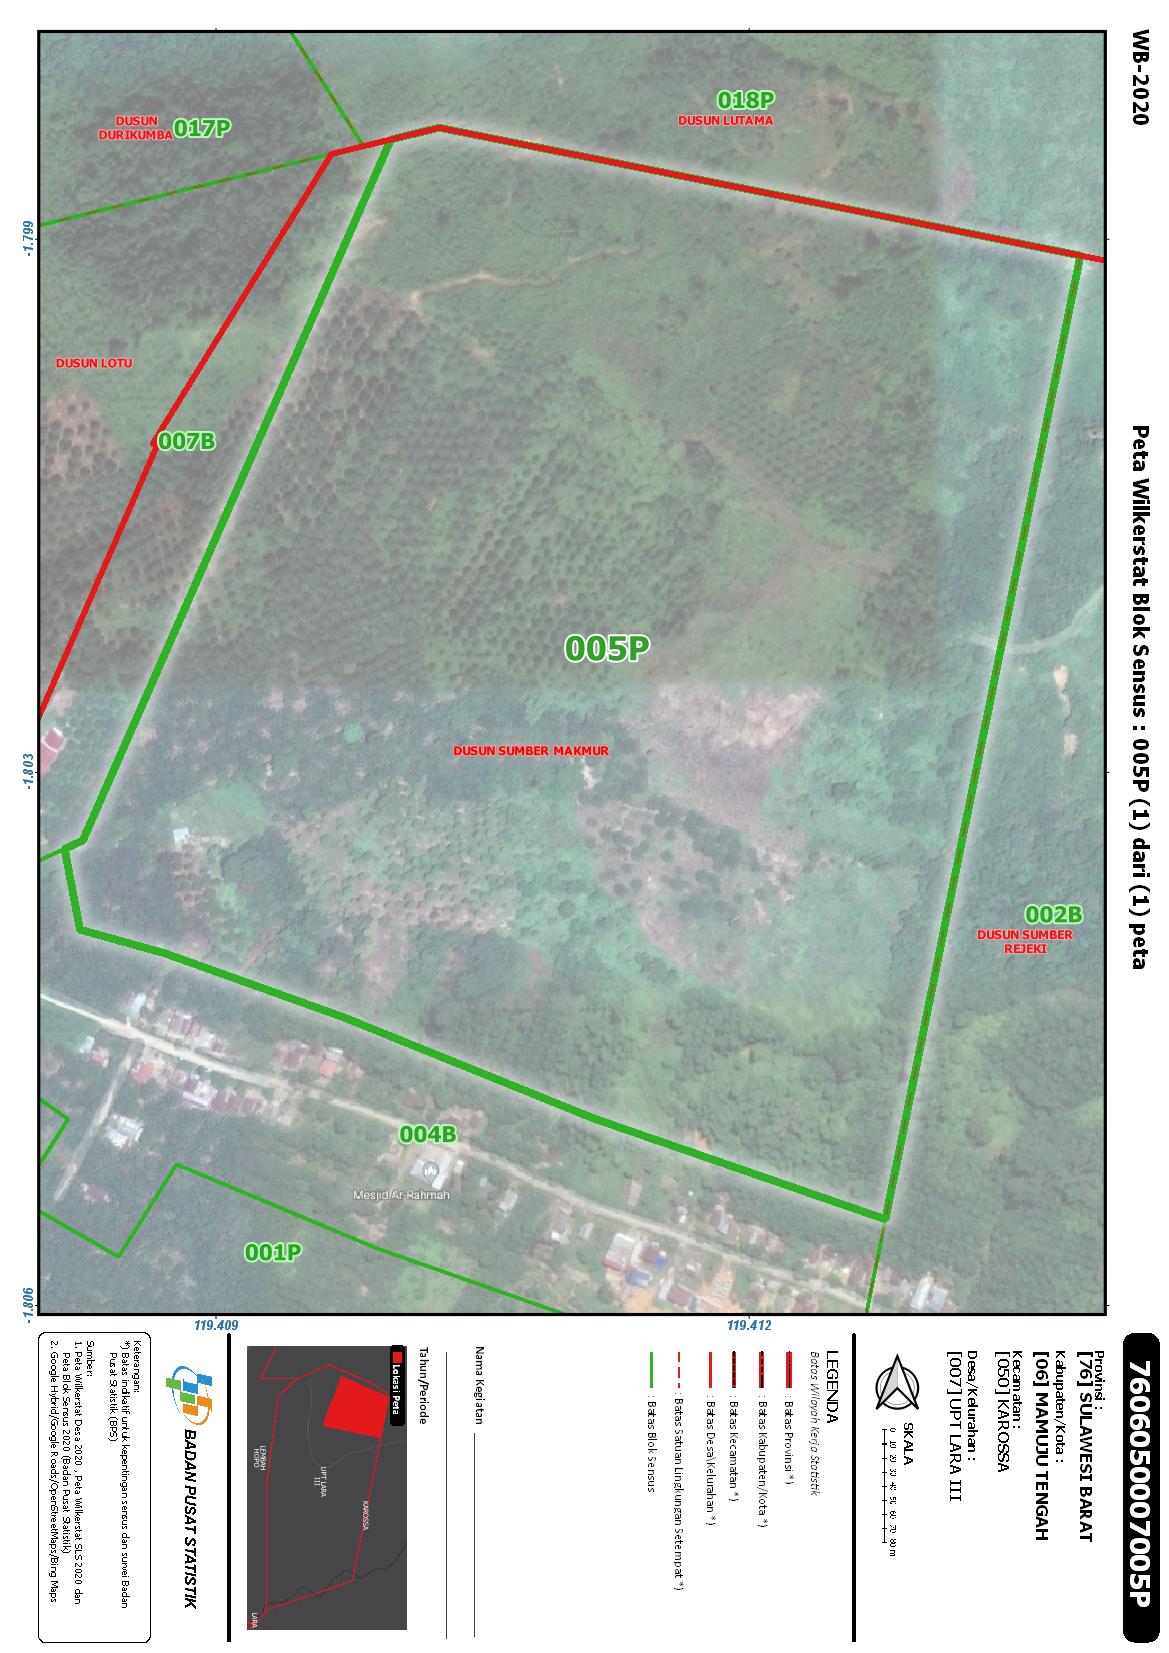 WB-2020
Peta Wilkerstat Blok Sensus : 005P (1) dari (1) peta
018P
DUSUN LUTAMA
DUSUN
DURIKUMBA
017P
DUSUN LOTU
007B
005P
DUSUN SUMBER MAKMUR
002B
DUSUN SUMBER
REJEKI
004B
Mesjid Ar-Rahmah
001P
-1.799
-1.803
-1.806
119.409
119.412
7606050007005P
Provinsi :
[76] SULAWESI BARAT
Kabupaten/Kota :
[06] MAMUJU TENGAH
Kecamatan :
[050] KAROSSA
Desa/Kelurahan :
[007] UPT LARA III
SKALA
0 10 20 30 40 50 60 70 80 m
LEGENDA
Batas Wilayah Kerja Statistik
: Batas Provinsi *)
: Batas Kabupaten/Kota *)
: Batas Kecamatan *)
: Batas Desa\Kelurahan *)
: Batas Satuan Lingkungan Setempat *)
: Batas Blok Sensus
Nama Kegiatan
Tahun/Periode
Lokasi Peta
KAROSSA
UPT LARA
III
LEMBAH
HOPO
LARA
BADAN PUSAT STATISTIK
Keterangan:
*) Batas indikatif untuk kepentingan sensus dan survei Badan
Pusat Statistik (BPS)
Sumber:
1. Peta Wilkerstat Desa 2020 , Peta Wilkerstat SLS 2020 dan
Peta Blok Sensus 2020 (Badan Pusat Statistik)
2. Google Hybrid/Google Roads/OpenStreetMaps/Bing Maps